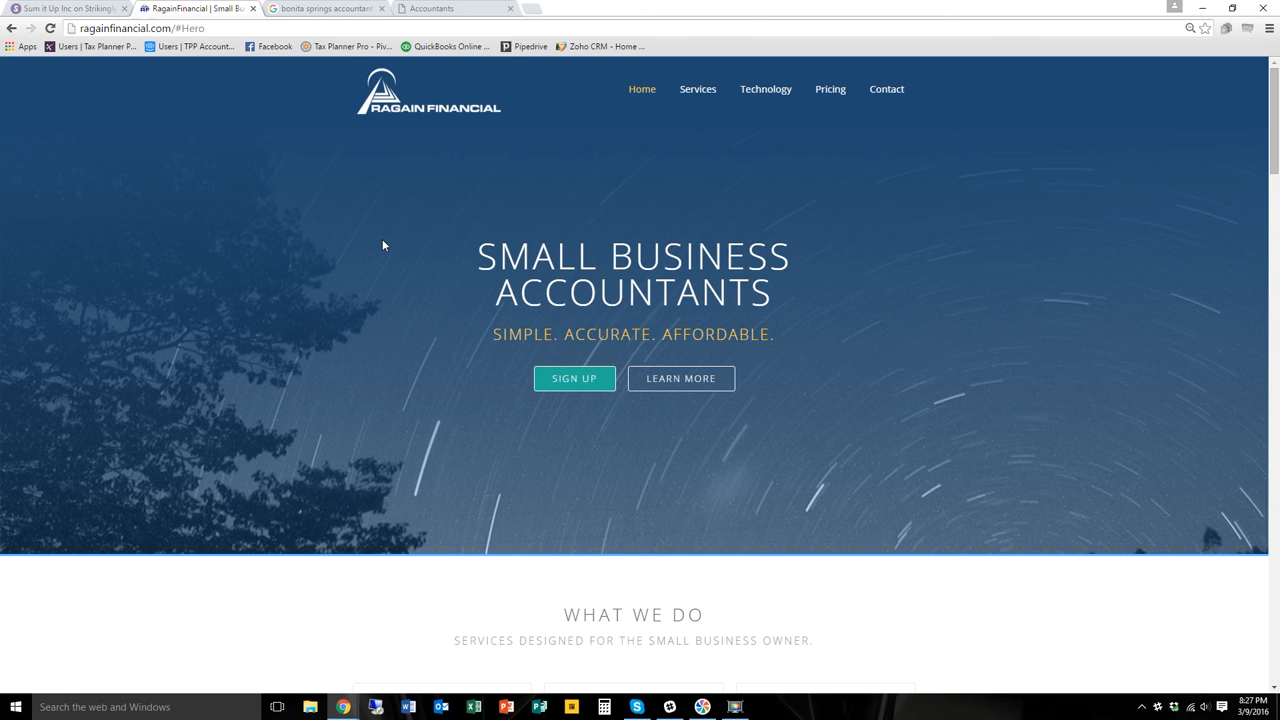 Sum it Up Inc on Strikingly
RagainFinancial | Small Bu
bonita springs accountant
Accountants
ragainfinancial.com/#Hero
Apps
Users | Tax Planner P...
Users | TPP Account...
Facebook
Tax Planner Pro - Piv...
QuickBooks Online ...
Pipedrive
Zoho CRM - Home ...
RAGAIN FINANCIAL
Home
Services
Technology
Pricing
Contact
SMALL BUSINESS
ACCOUNTANTS
SIMPLE. ACCURATE. AFFORDABLE.
SIGN UP
LEARN MORE
WHAT WE DO
SERVICES DESIGNED FOR THE SMALL BUSINESS OWNER.
Search the web and Windows
8:27 PM
3/9/2016